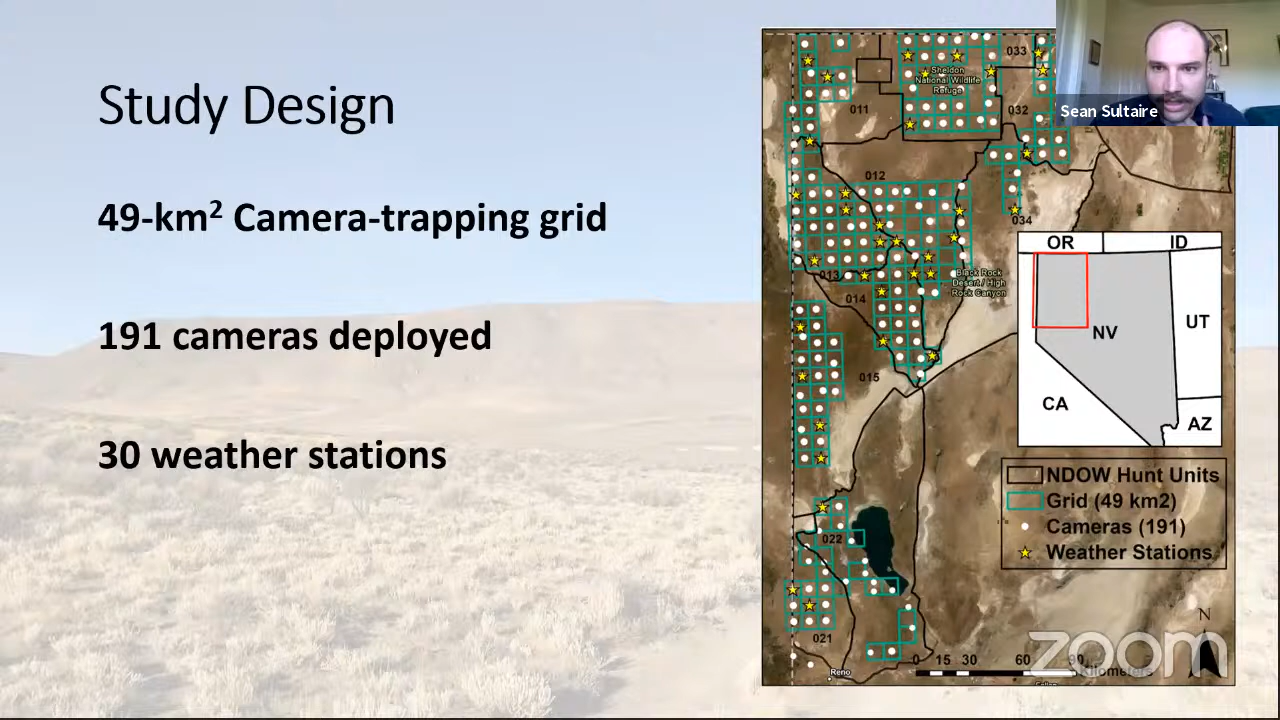 Study Design
49-km² Camera-trapping grid
191 cameras deployed
30 weather stations
Sean Sultaire
033
Sheldon
National Wildlife
Refuge
011
032
012
034
013
Black Rock
Desert / High
Rock Canyon
014
015
022
021
Reno
OR
ID
NV
UT
CA
AZ
NDOW Hunt Units
Grid (49 km2)
Cameras (191)
Weather Stations
N
0 15 30 60 90
Kilometers
zoom